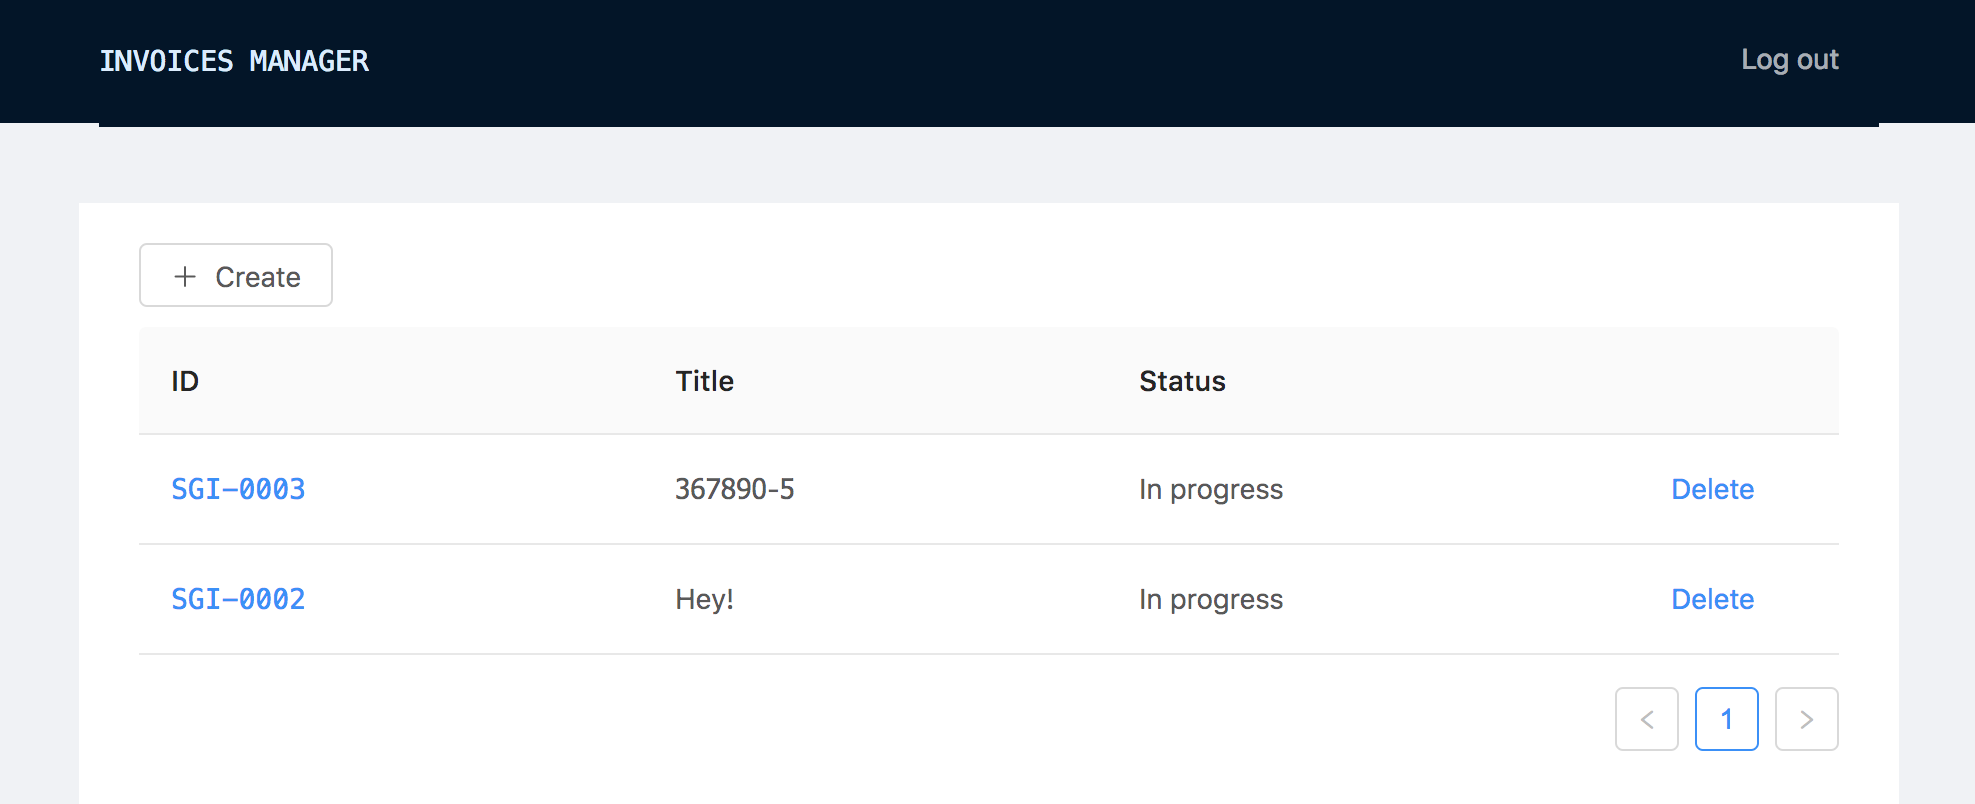 INVOICES MANAGER Log out
+ Create
ID Title Status
SGI-0003 367890-5 In progress Delete
SGI-0002 Hey! In progress Delete
< 1 >